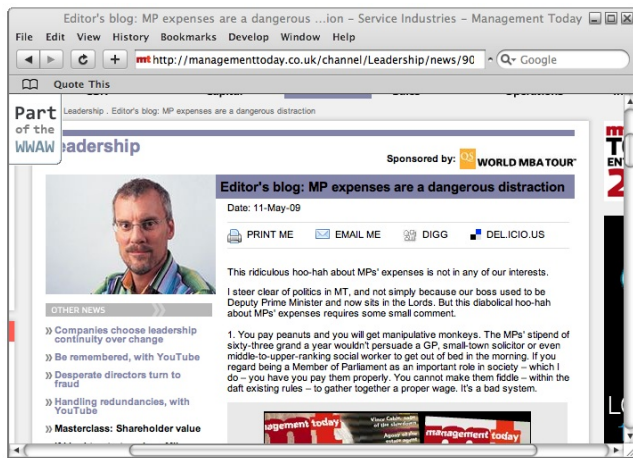 Editor's blog: MP expenses are a dangerous ...ion – Service Industries – Management Today
File Edit View History Bookmarks Develop Window Help
http://managementtoday.co.uk/channel/Leadership/news/90
Google
Quote This
Part
of the
WWAW
Leadership . Editor's blog: MP expenses are a dangerous distraction
eadership
Sponsored by: QS WORLD MBA TOUR
Editor's blog: MP expenses are a dangerous distraction
Date: 11-May-09
PRINT ME EMAIL ME DIGG DEL.ICIO.US
This ridiculous hoo-hah about MPs' expenses is not in any of our interests.
I steer clear of politics in MT, and not simply because our boss used to be
Deputy Prime Minister and now sits in the Lords. But this diabolical hoo-hah
about MPs' expenses requires some small comment.
1. You pay peanuts and you will get manipulative monkeys. The MPs' stipend of
sixty-three grand a year wouldn't persuade a GP, small-town solicitor or even
middle-to-upper-ranking social worker to get out of bed in the morning. If you
regard being a Member of Parliament as an important role in society – which I
do – you have you pay them properly. You cannot make them fiddle – within the
daft existing rules – to gather together a proper wage. It's a bad system.
OTHER NEWS
» Companies choose leadership
continuity over change
» Be remembered, with YouTube
» Desperate directors turn to
fraud
» Handling redundancies, with
YouTube
» Masterclass: Shareholder value
management today
management today